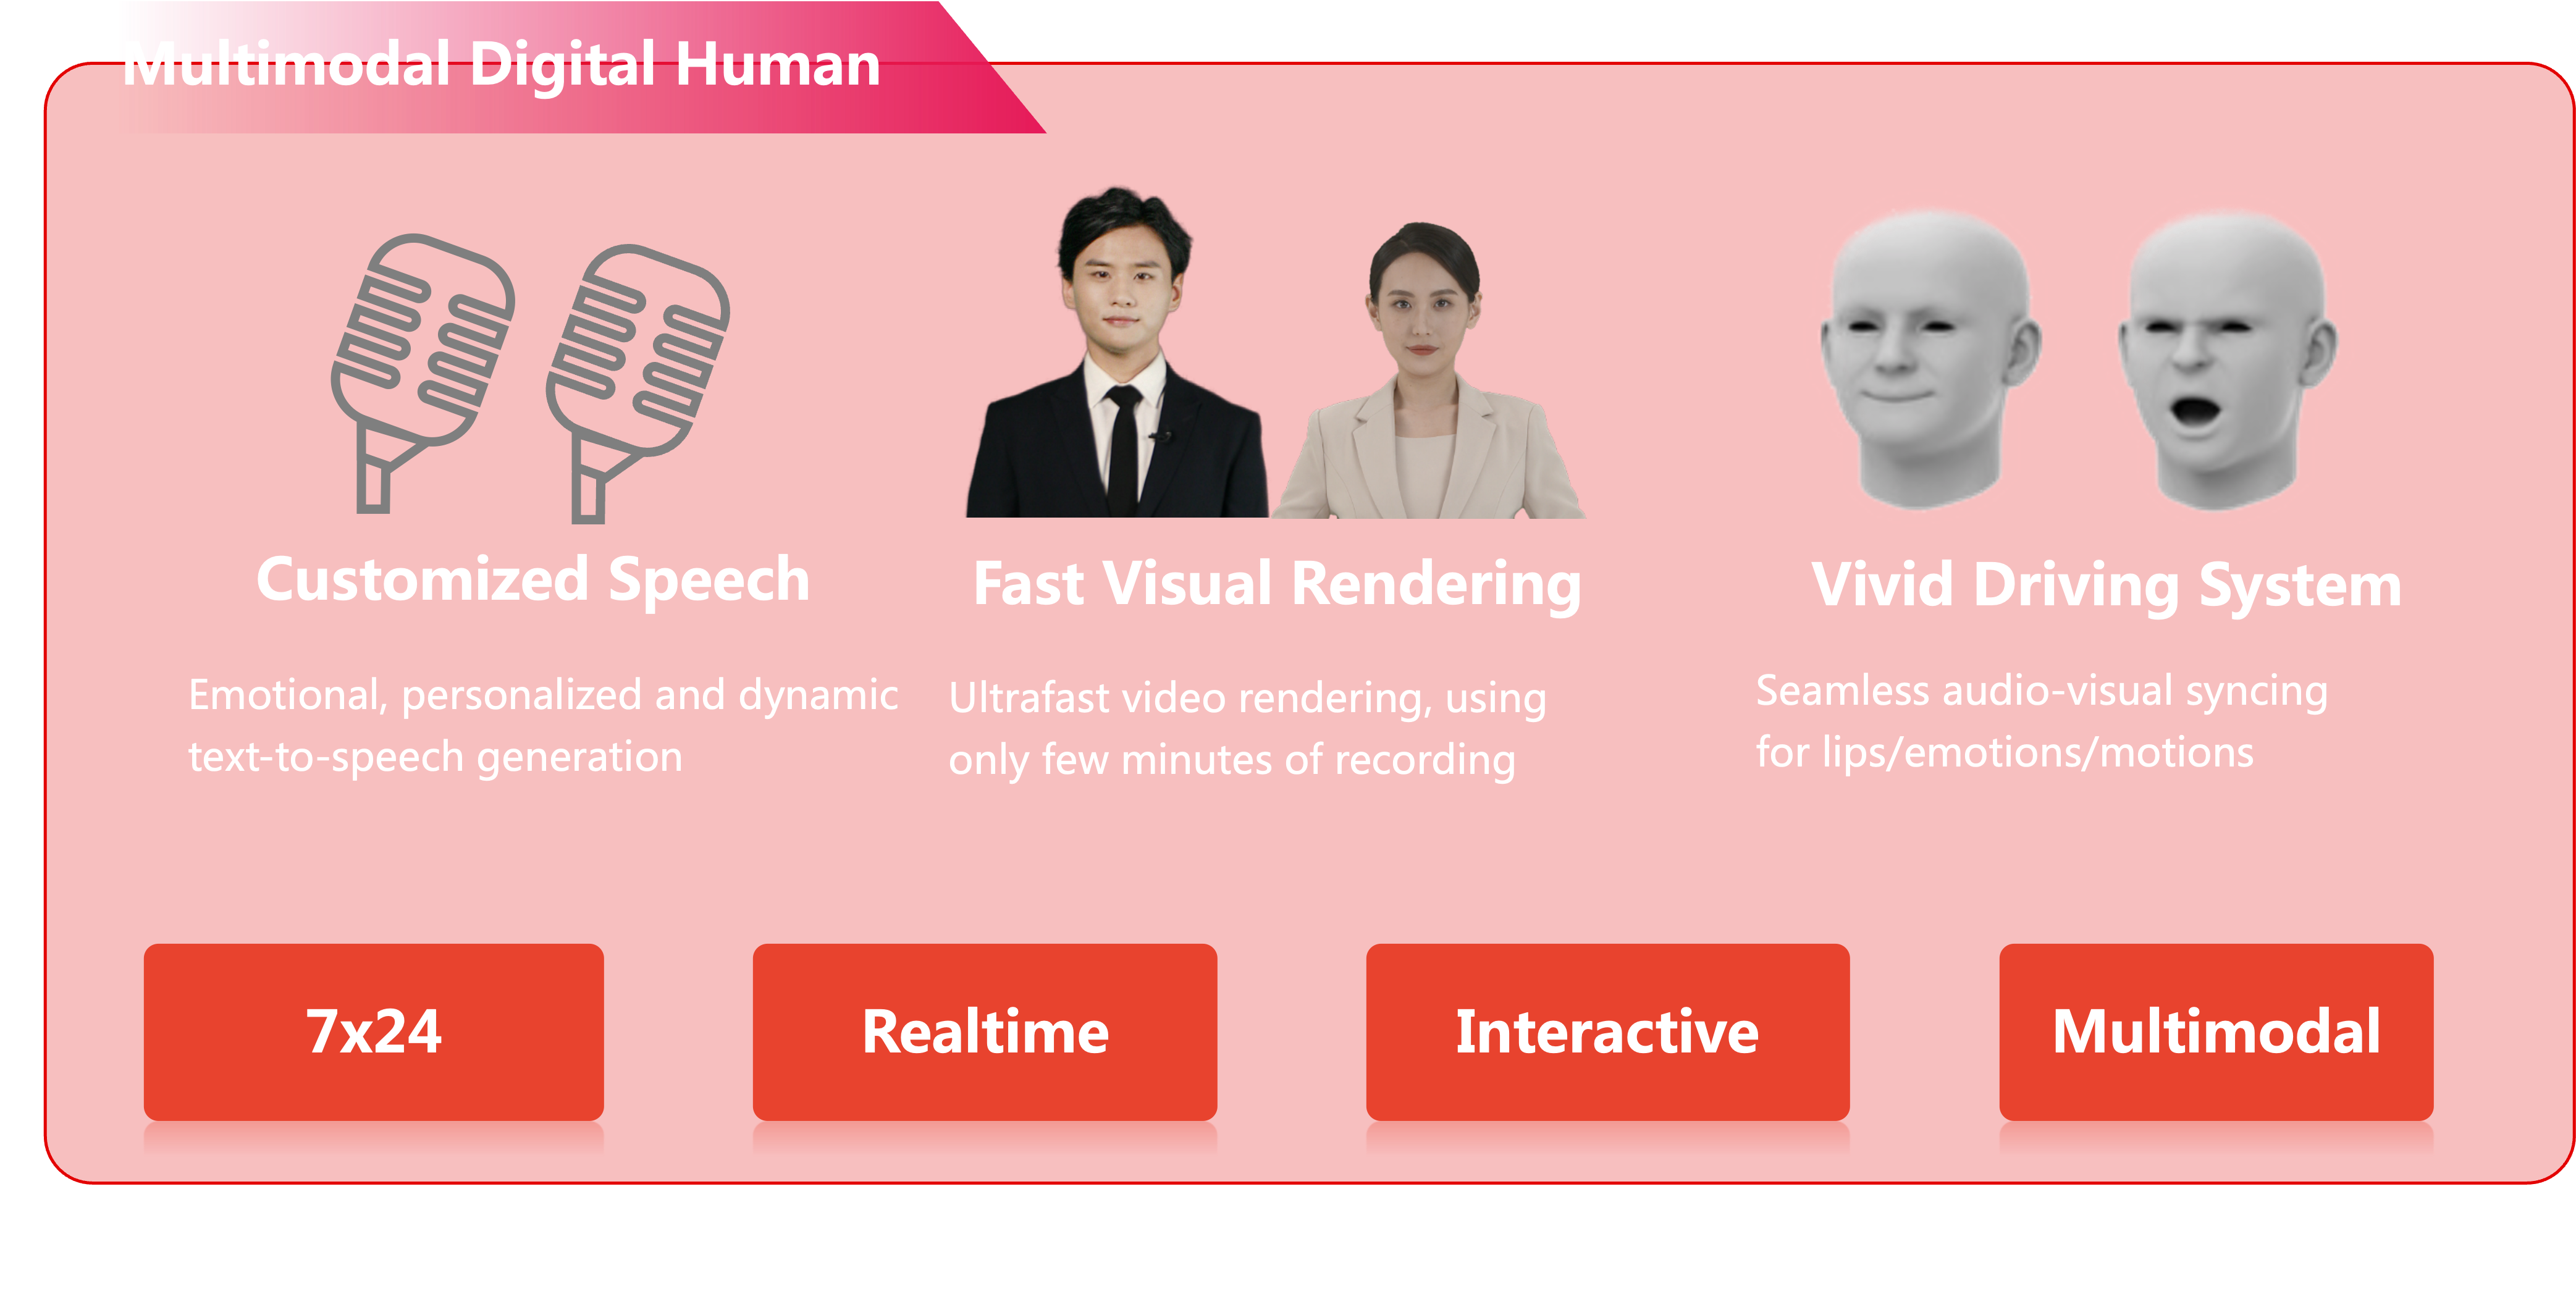 Multimodal Digital Human
Customized Speech
Emotional, personalized and dynamic
text-to-speech generation
Fast Visual Rendering
Ultrafast video rendering, using
only few minutes of recording
Vivid Driving System
Seamless audio-visual syncing
for lips/emotions/motions
7x24
Realtime
Interactive
Multimodal